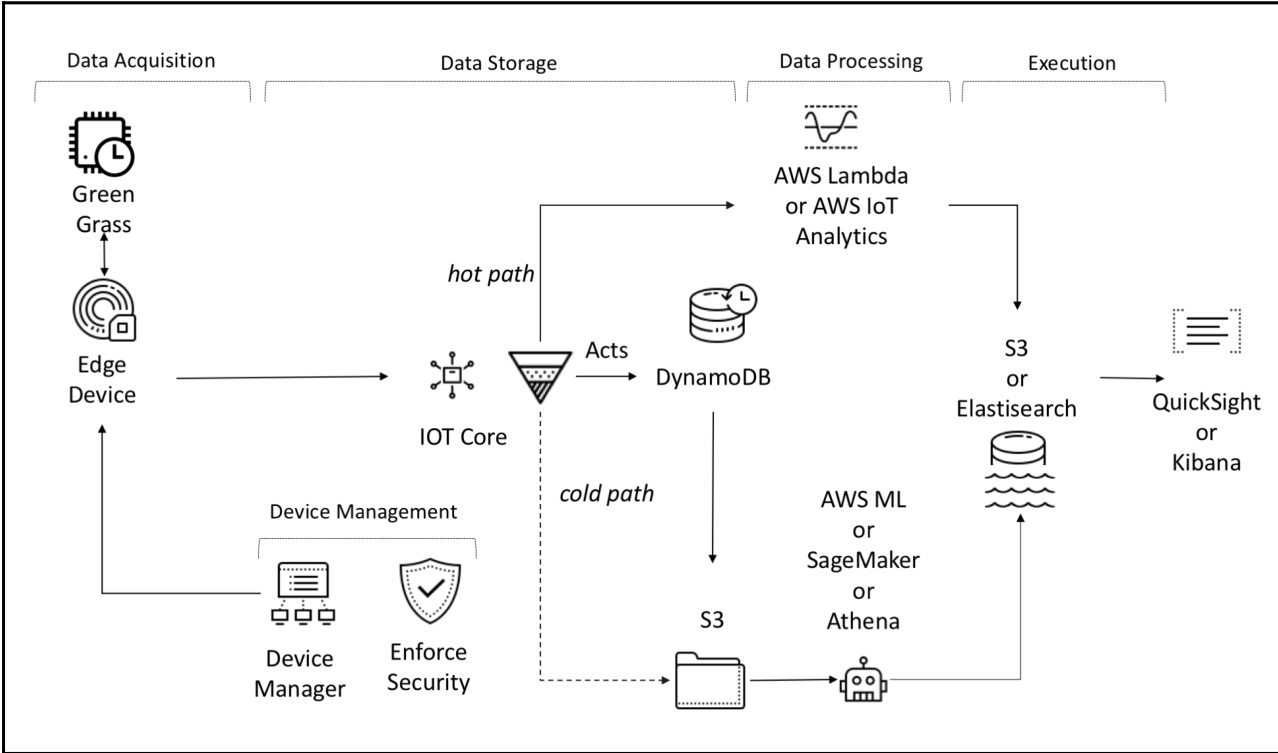 Data Acquisition
Data Storage
Data Processing
Execution
Green
Grass
Edge
Device
IOT Core
hot path
Acts
cold path
DynamoDB
AWS Lambda
or AWS IoT
Analytics
S3
or
Elastisearch
QuickSight
or
Kibana
Device Management
Device
Manager
Enforce
Security
S3
AWS ML
or
SageMaker
or
Athena